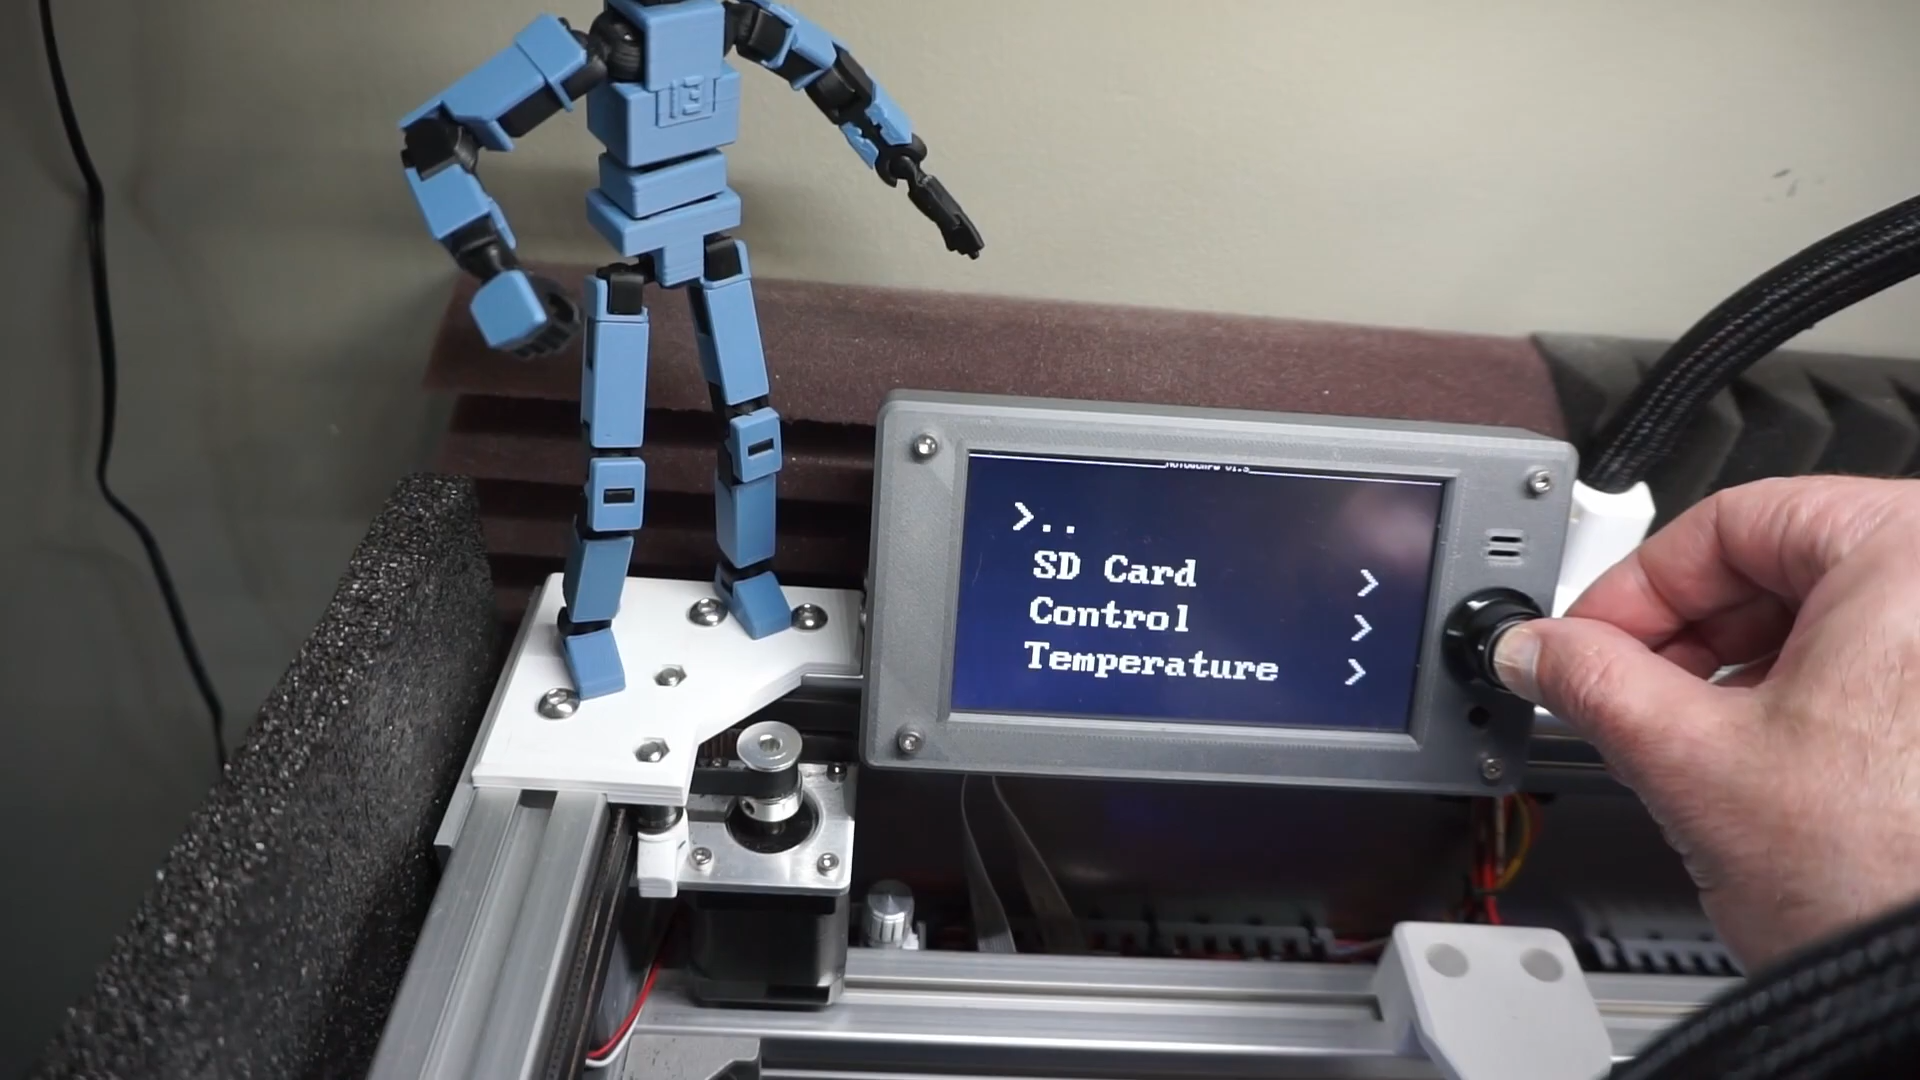 >..
SD Card >
Control >
Temperature >